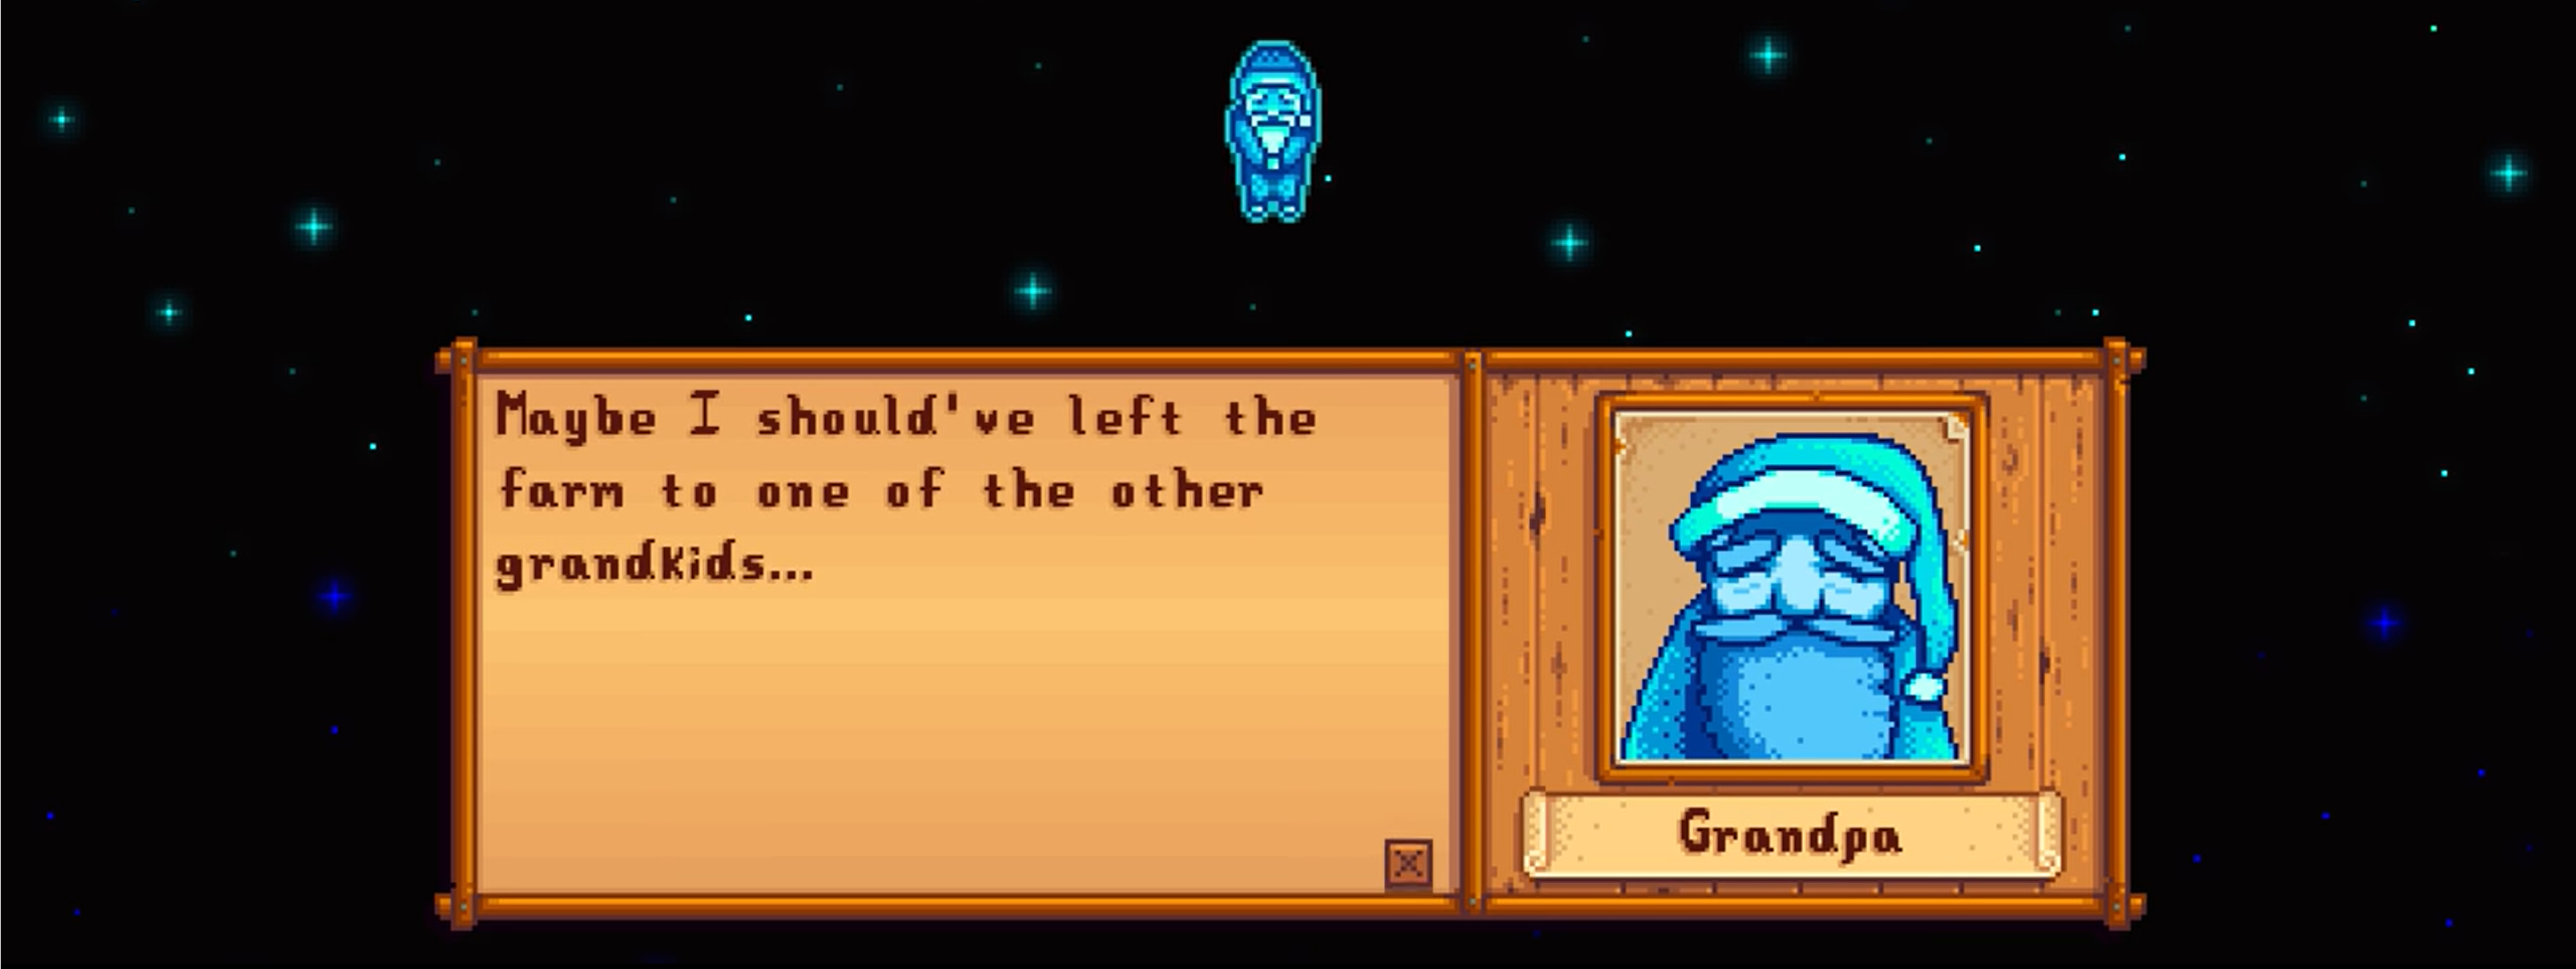 Maybe I should've left the
farm to one of the other
grandkids...
Grandpa